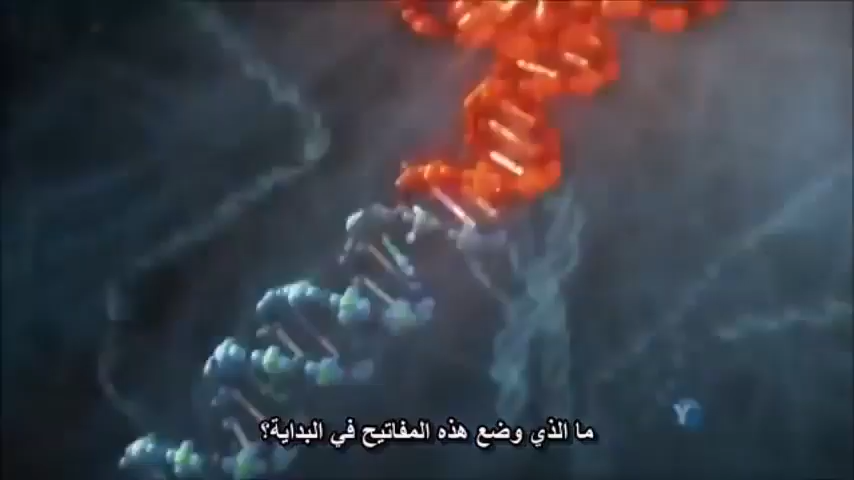 ما الذي وضع هذه المفاتيح في البداية؟